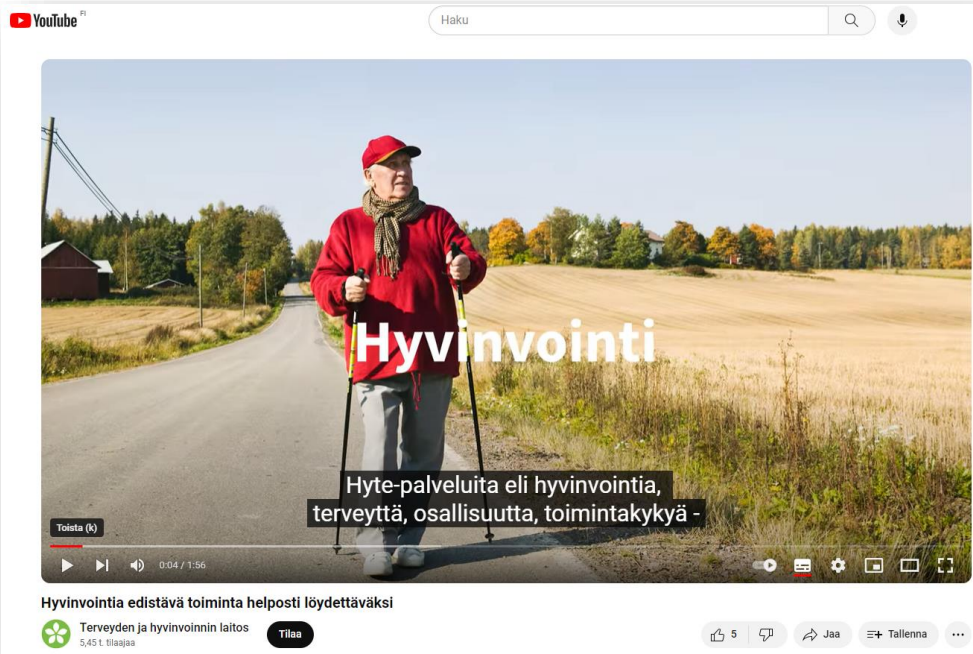 YouTube FI
Haku
Hyvinvointi
Hyte-palveluita eli hyvinvointia,
terveyttä, osallisuutta, toimintakykyä -
Toista (k)
0:04 / 1:56
Hyvinvointia edistävä toiminta helposti löydettäväksi
Terveyden ja hyvinvoinnin laitos
5,45 t. tilaajaa
Tilaa
5
Jaa
Tallenna